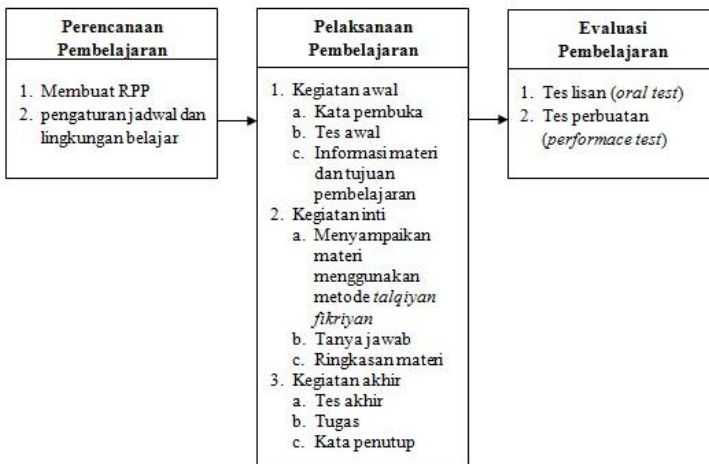 Perencanaan
Pembelajaran
1. Membuat RPP
2. pengaturan jadwal dan
lingkungan belajar
Pelaksanaan
Pembelajaran
1. Kegiatan awal
a. Kata pembuka
b. Tes awal
c. Informasi materi
dan tujuan
pembelajaran
2. Kegiatan inti
a. Menyampaikan
materi
menggunakan
metode talqiyan
fikriyan
b. Tanya jawab
c. Ringkasan materi
3. Kegiatan akhir
a. Tes akhir
b. Tugas
c. Kata penutup
Evaluasi
Pembelajaran
1. Tes lisan (oral test)
2. Tes perbuatan
(performace test)